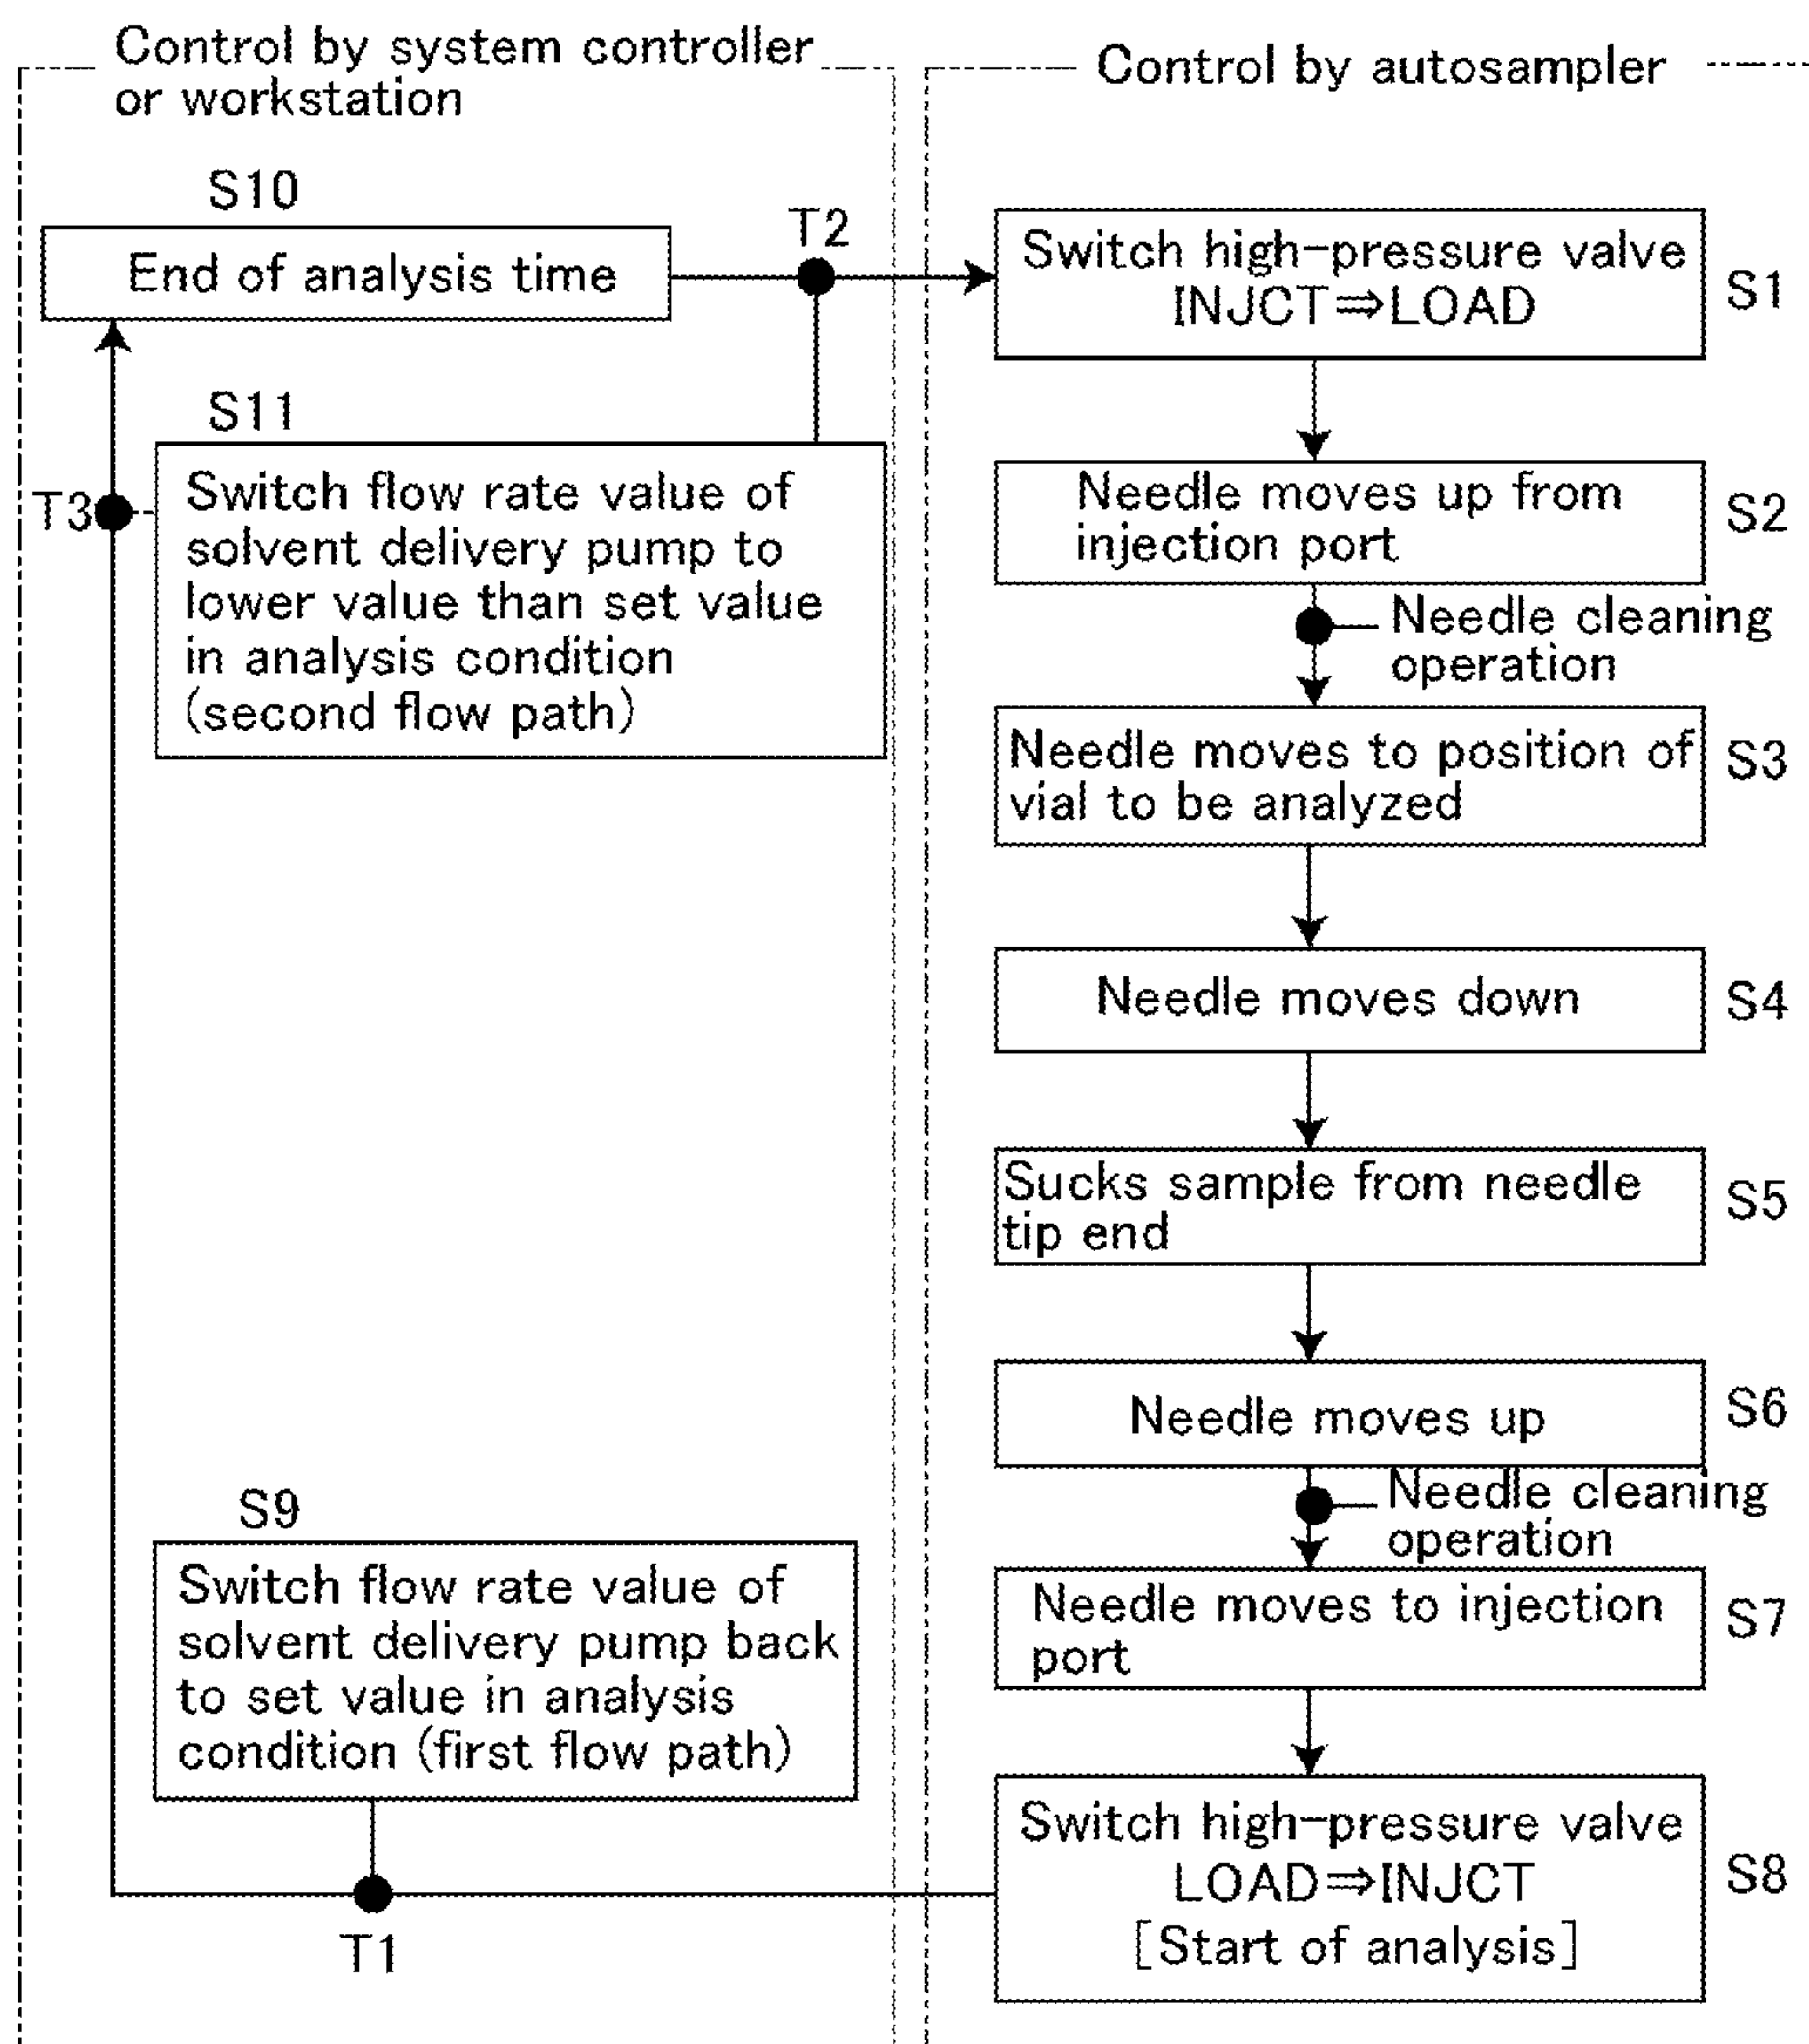 Control by system controller
or workstation
S10
End of analysis time
T2
S11
T3
Switch flow rate value of
solvent delivery pump to
lower value than set value
in analysis condition
(second flow path)
S9
Switch flow rate value of
solvent delivery pump back
to set value in analysis
condition (first flow path)
T1
Control by autosampler
Switch high-pressure valve
INJCT⇒LOAD
S1
Needle moves up from
injection port
S2
Needle cleaning
operation
Needle moves to position of
vial to be analyzed
S3
Needle moves down
S4
Sucks sample from needle
tip end
S5
Needle moves up
S6
Needle cleaning
operation
Needle moves to injection
port
S7
Switch high-pressure valve
LOAD⇒INJCT
[Start of analysis]
S8